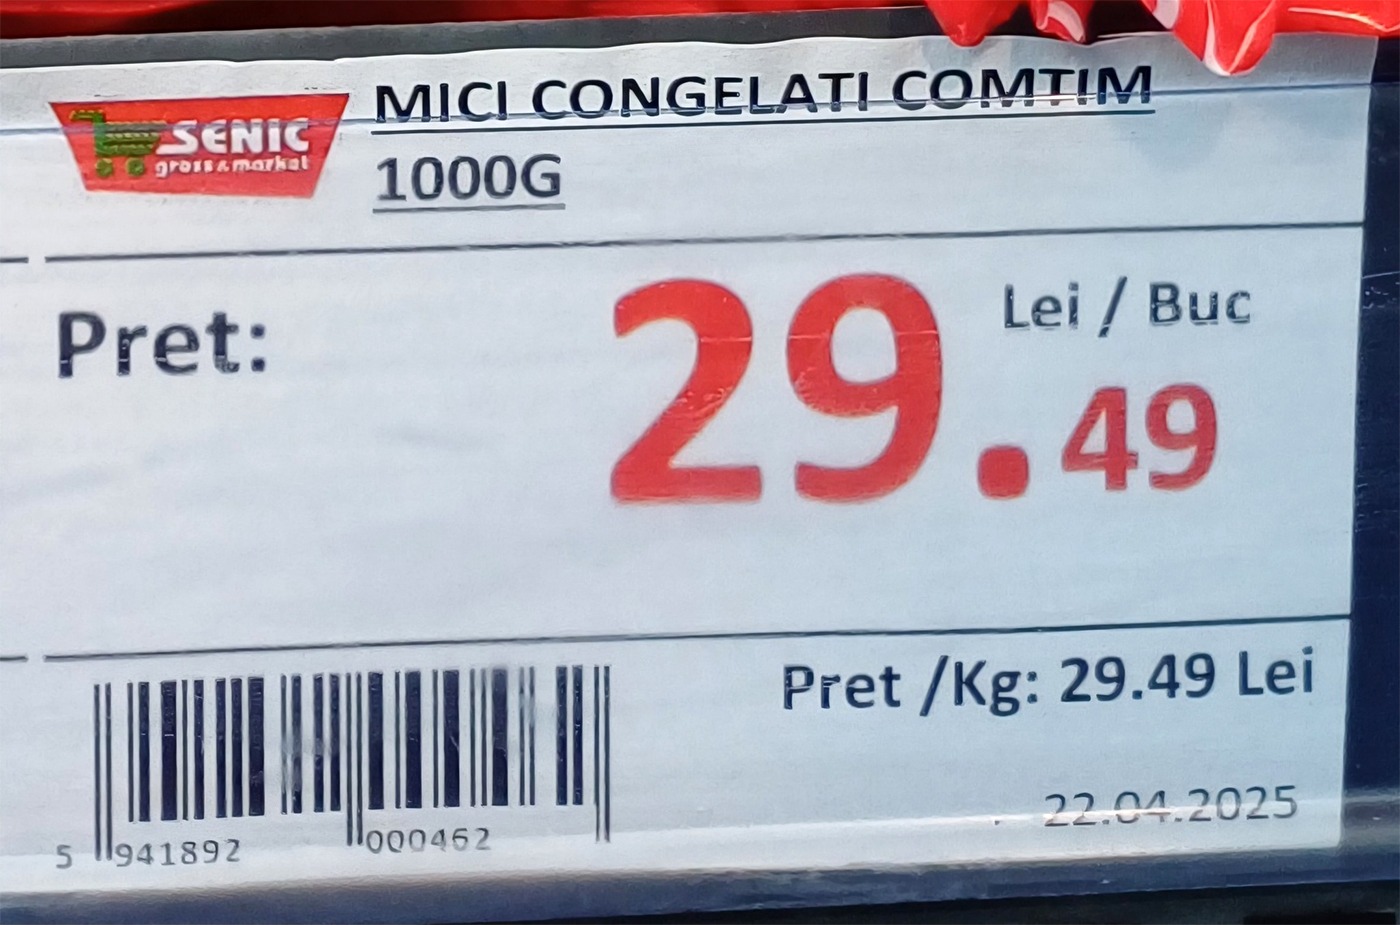 SENIC
gross & market
MICI CONGELATI COMTIM
1000G
Pret:
29.49
Lei / Buc
Pret /Kg: 29.49 Lei
22.04.2025
5 941892 000462